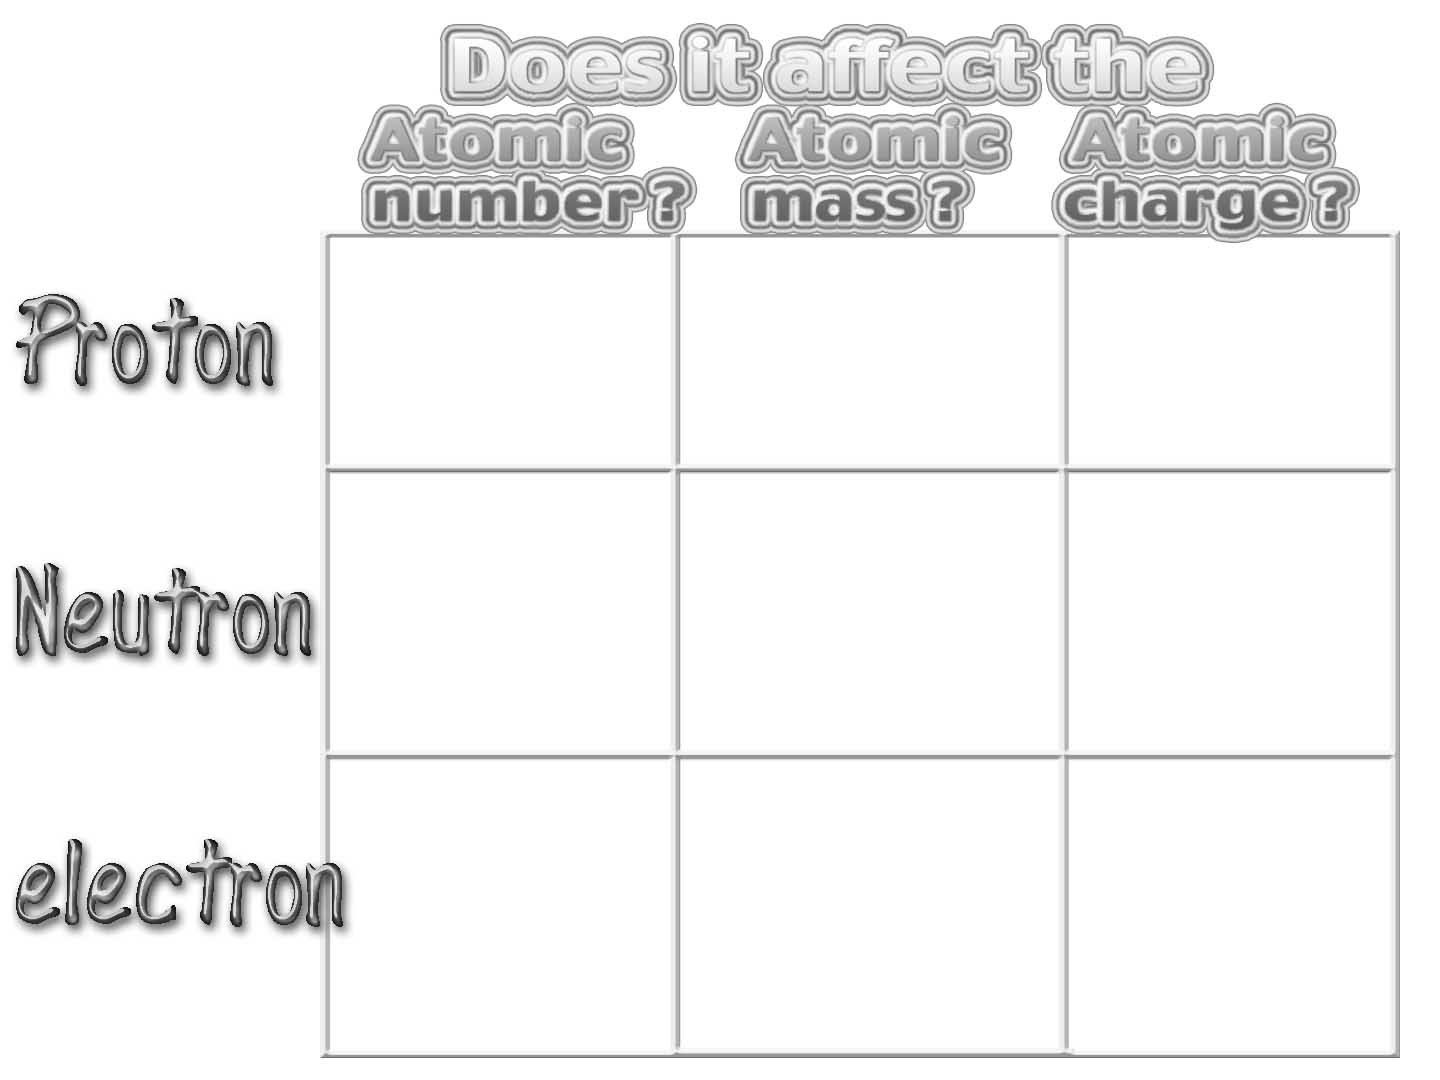 Does it affect the
Atomic number? Atomic mass? Atomic charge?
Proton
Neutron
electron